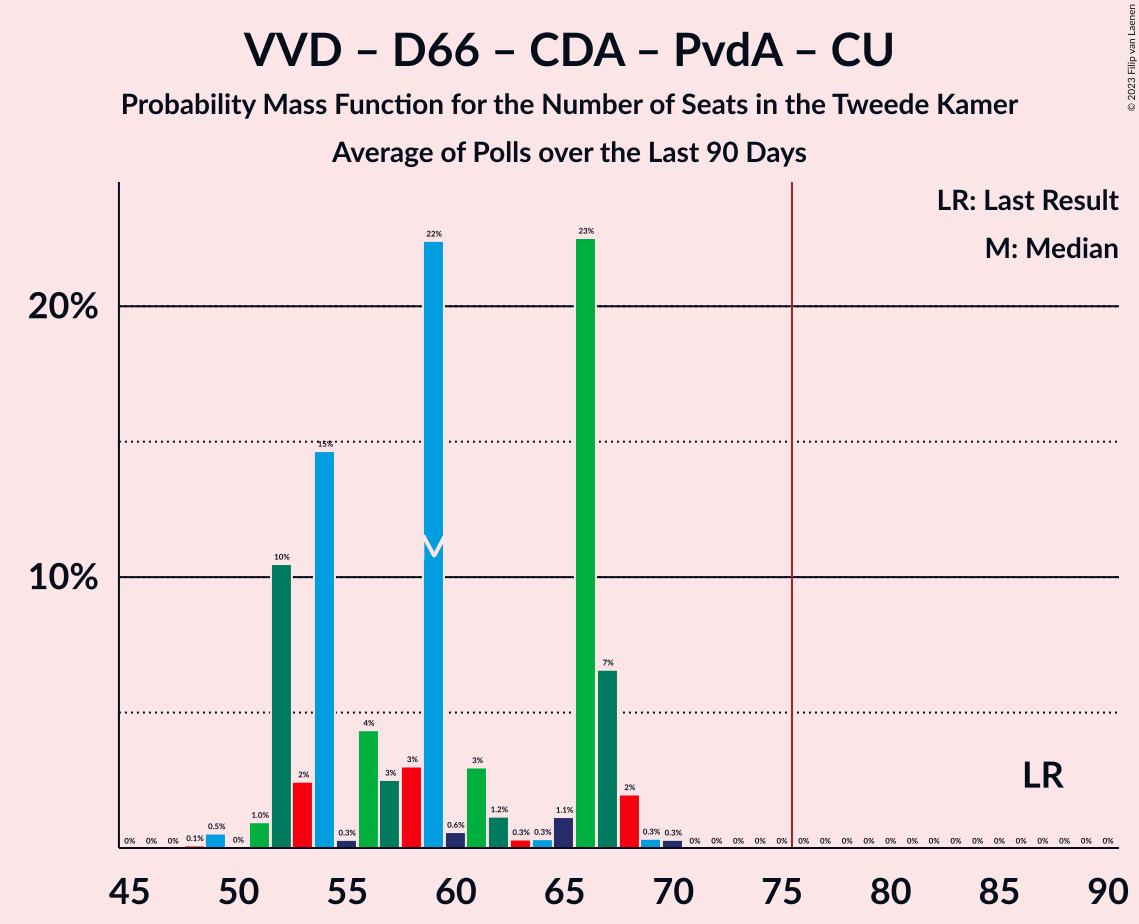 VVD – D66 – CDA – PvdA – CU
Probability Mass Function for the Number of Seats in the Tweede Kamer
Average of Polls over the Last 90 Days
© 2023 Filip van Laenen
LR: Last Result
M: Median
20%
10%
0% 0% 0% 0.1% 0.5% 0% 1.0% 10% 2% 15% 0.3% 4% 3% 3% 22% 0.6% 3% 1.2% 0.3% 0.3% 1.1% 23% 7% 2% 0.3% 0.3% 0% 0% 0% 0% 0% 0% 0% 0% 0% 0% 0% 0% 0% 0% 0% 0% 0% 0% 0% 0%
M
LR
45 50 55 60 65 70 75 80 85 90